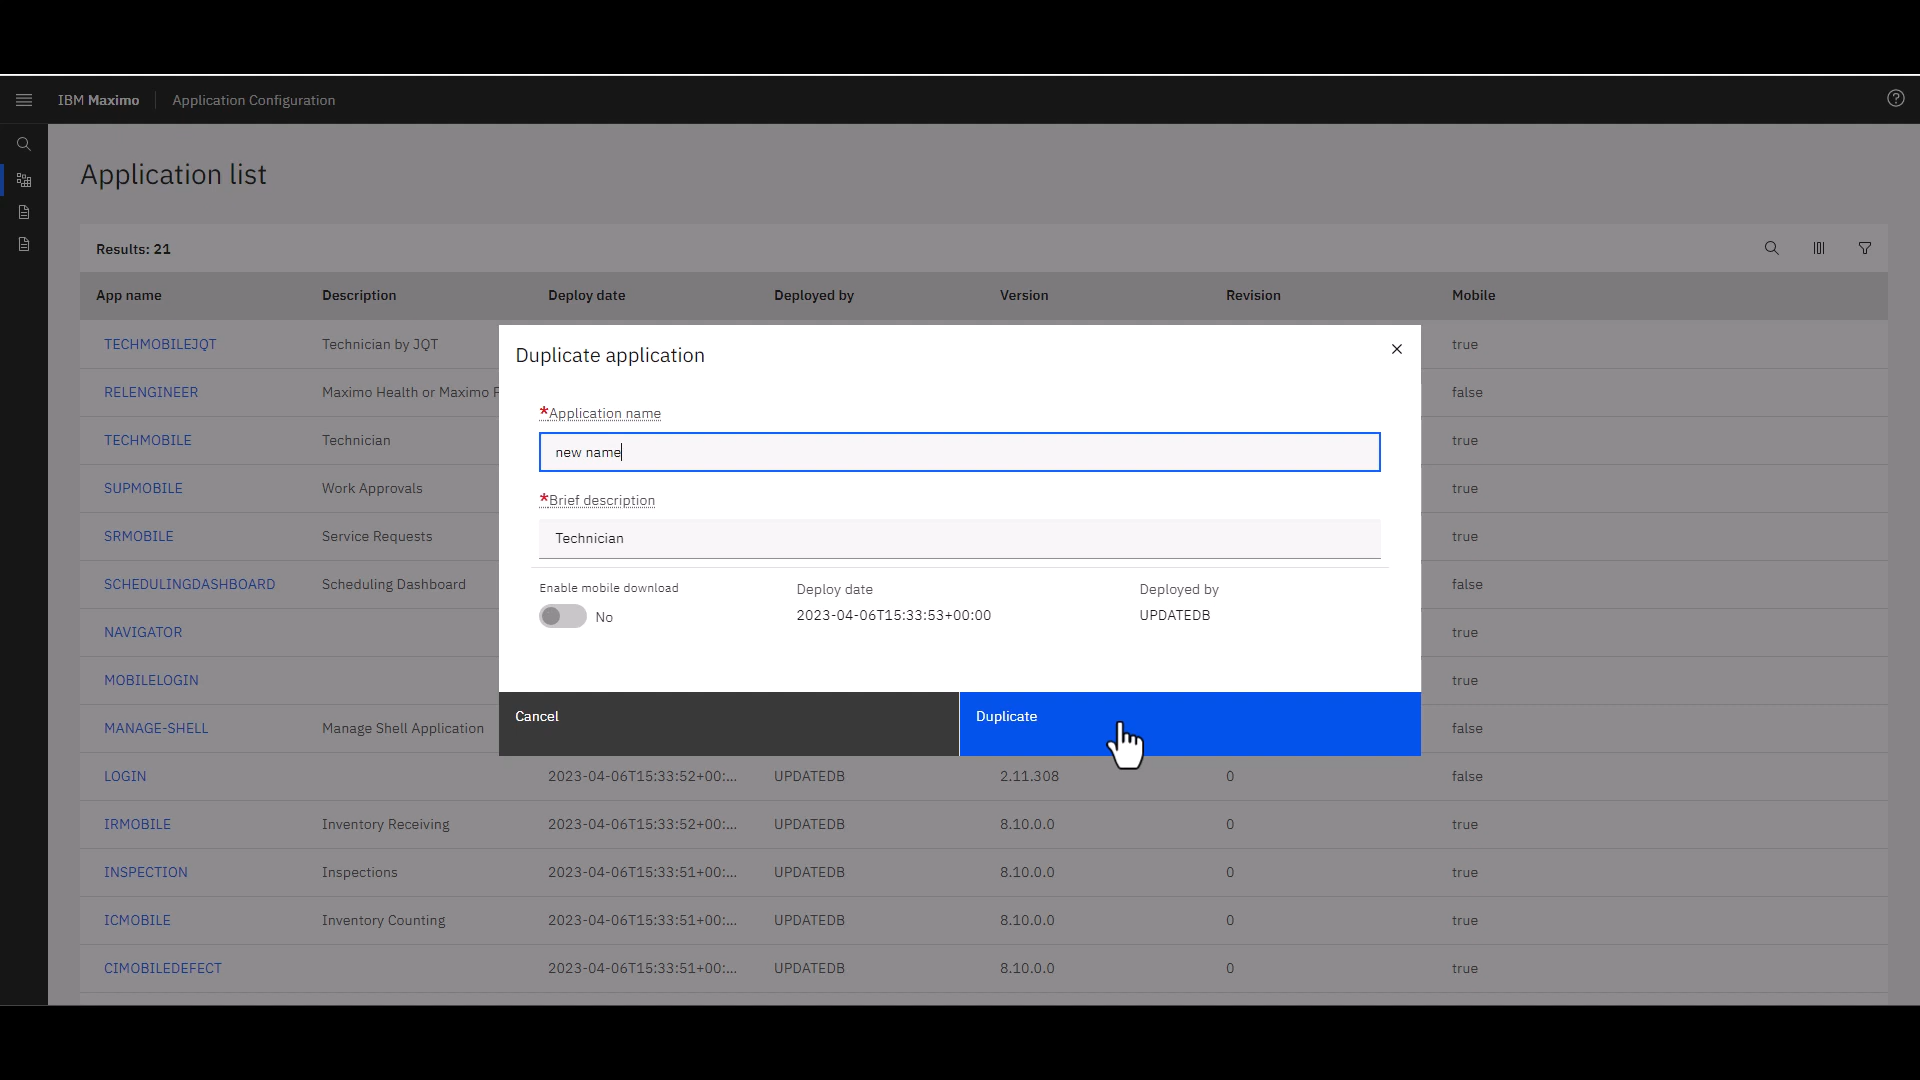 IBM Maximo Application Configuration
Application list
Results: 21
App name Description Deploy date Deployed by Version Revision Mobile
TECHMOBILEJQT Technician by JQT true
RELENGINEER Maximo Health or Maximo false
TECHMOBILE Technician true
SUPMOBILE Work Approvals true
SRMOBILE Service Requests true
SCHEDULINGDASHBOARD Scheduling Dashboard false
NAVIGATOR true
MOBILELOGIN true
MANAGE-SHELL Manage Shell Application false
LOGIN 2023-04-06T15:33:52+00:... UPDATEDB 2.11.308 0 false
IRMOBILE Inventory Receiving 2023-04-06T15:33:52+00:... UPDATEDB 8.10.0.0 0 true
INSPECTION Inspections 2023-04-06T15:33:51+00:... UPDATEDB 8.10.0.0 0 true
ICMOBILE Inventory Counting 2023-04-06T15:33:51+00:... UPDATEDB 8.10.0.0 0 true
CIMOBILEDEFECT 2023-04-06T15:33:51+00:... UPDATEDB 8.10.0.0 0 true
Duplicate application
*Application name
new name
*Brief description
Technician
Enable mobile download Deploy date Deployed by
No 2023-04-06T15:33:53+00:00 UPDATEDB
Cancel Duplicate